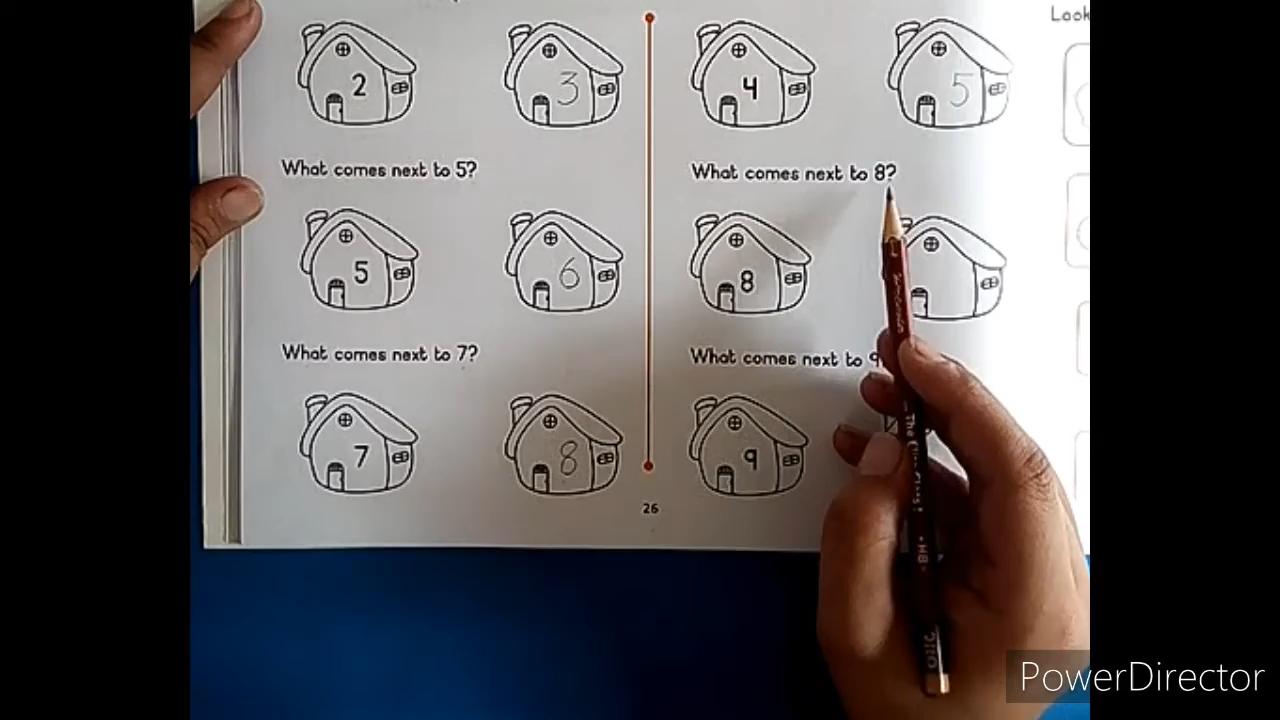 Look
2 3 4 5
What comes next to 5?
What comes next to 8?
5 6 8
What comes next to 7?
What comes next to 9
7 8 9
26
PowerDirector